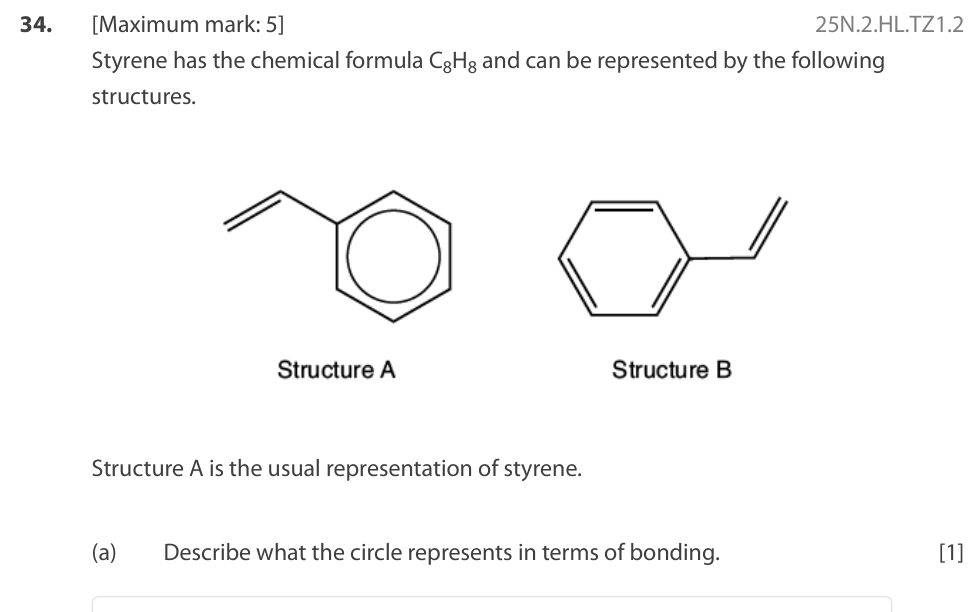 34. [Maximum mark: 5] 25N.2.HL.TZ1.2
Styrene has the chemical formula C₈H₈ and can be represented by the following
structures.
Structure A Structure B
Structure A is the usual representation of styrene.
(a) Describe what the circle represents in terms of bonding. [1]